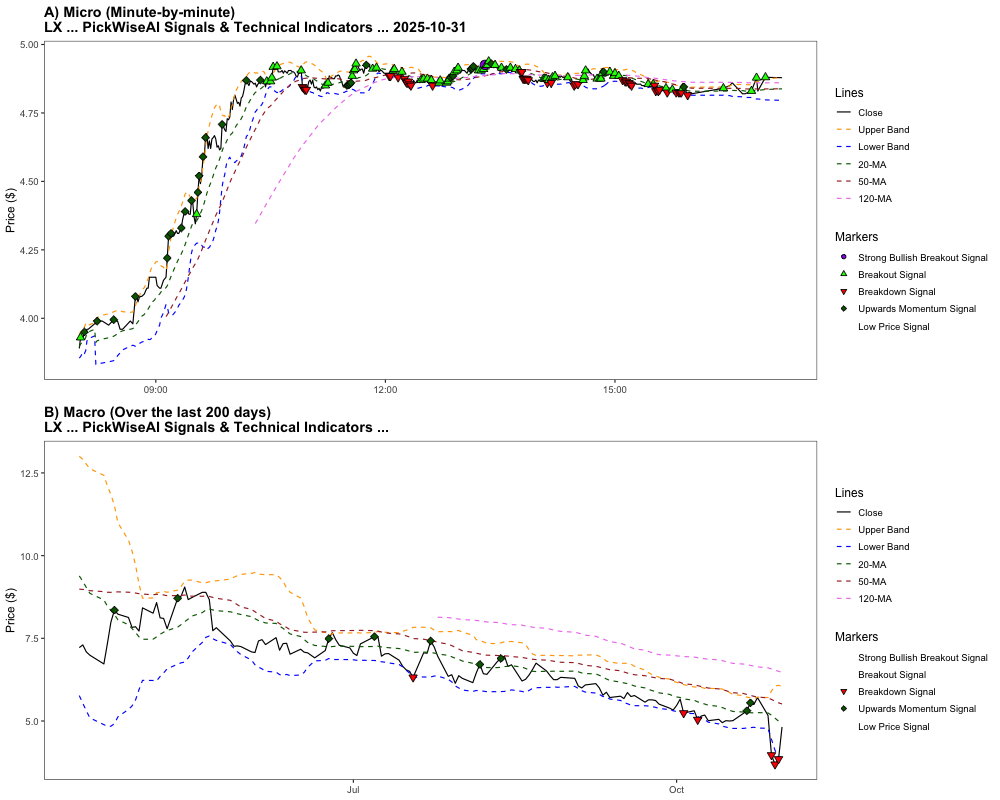 A) Micro (Minute-by-minute)
LX ... PickWiseAI Signals & Technical Indicators ... 2025-10-31
5.00
4.75
4.50
4.25
4.00
Price ($)
09:00
12:00
15:00
Lines
Close
Upper Band
Lower Band
20-MA
50-MA
120-MA
Markers
Strong Bullish Breakout Signal
Breakout Signal
Breakdown Signal
Upwards Momentum Signal
Low Price Signal
B) Macro (Over the last 200 days)
LX ... PickWiseAI Signals & Technical Indicators ...
12.5
10.0
7.5
5.0
Price ($)
Jul
Oct
Lines
Close
Upper Band
Lower Band
20-MA
50-MA
120-MA
Markers
Strong Bullish Breakout Signal
Breakout Signal
Breakdown Signal
Upwards Momentum Signal
Low Price Signal